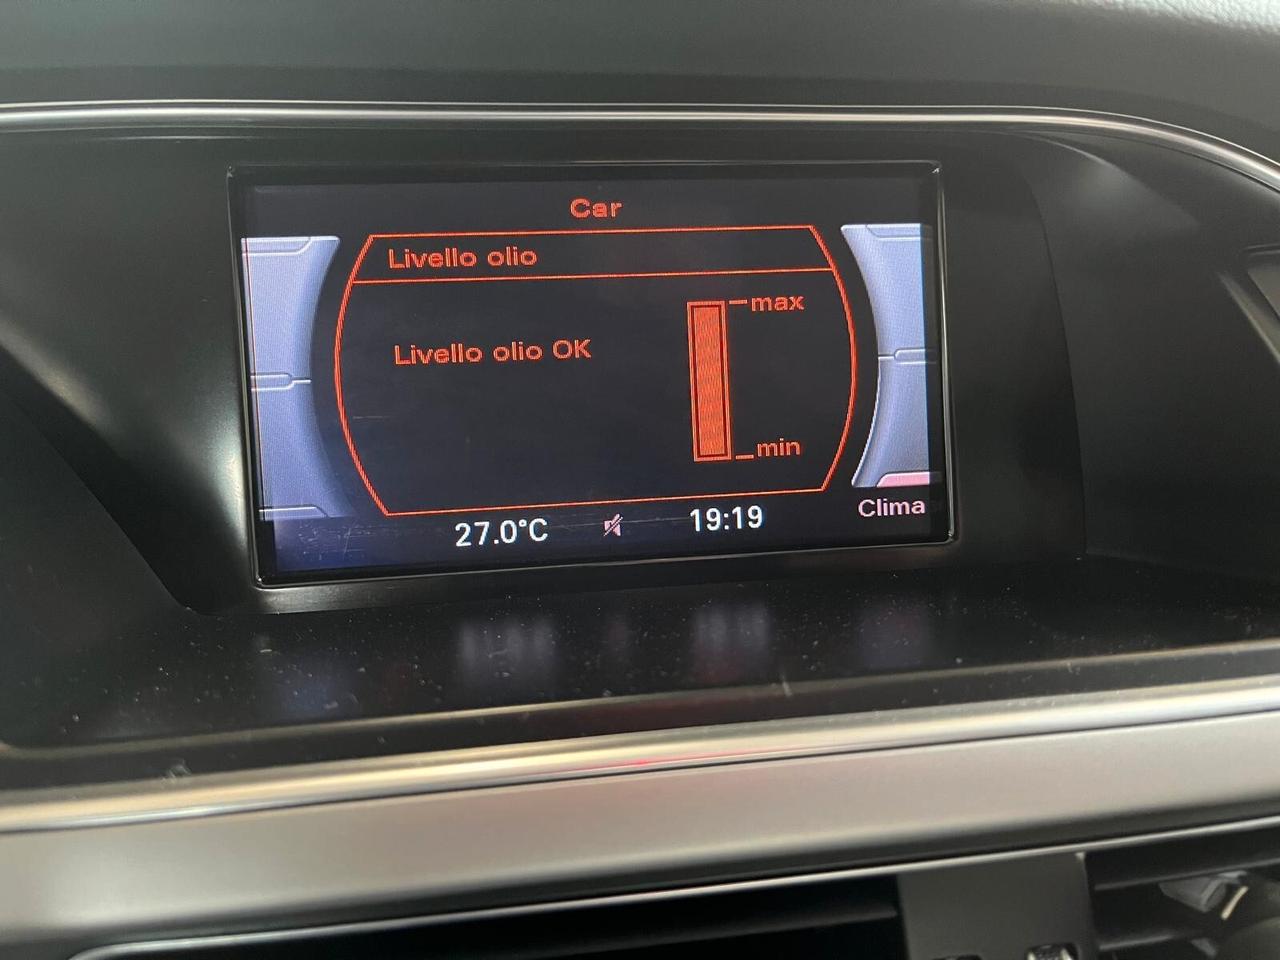 Car
Livello olio
max
Livello olio OK
min
27.0°C
19:19
Clima